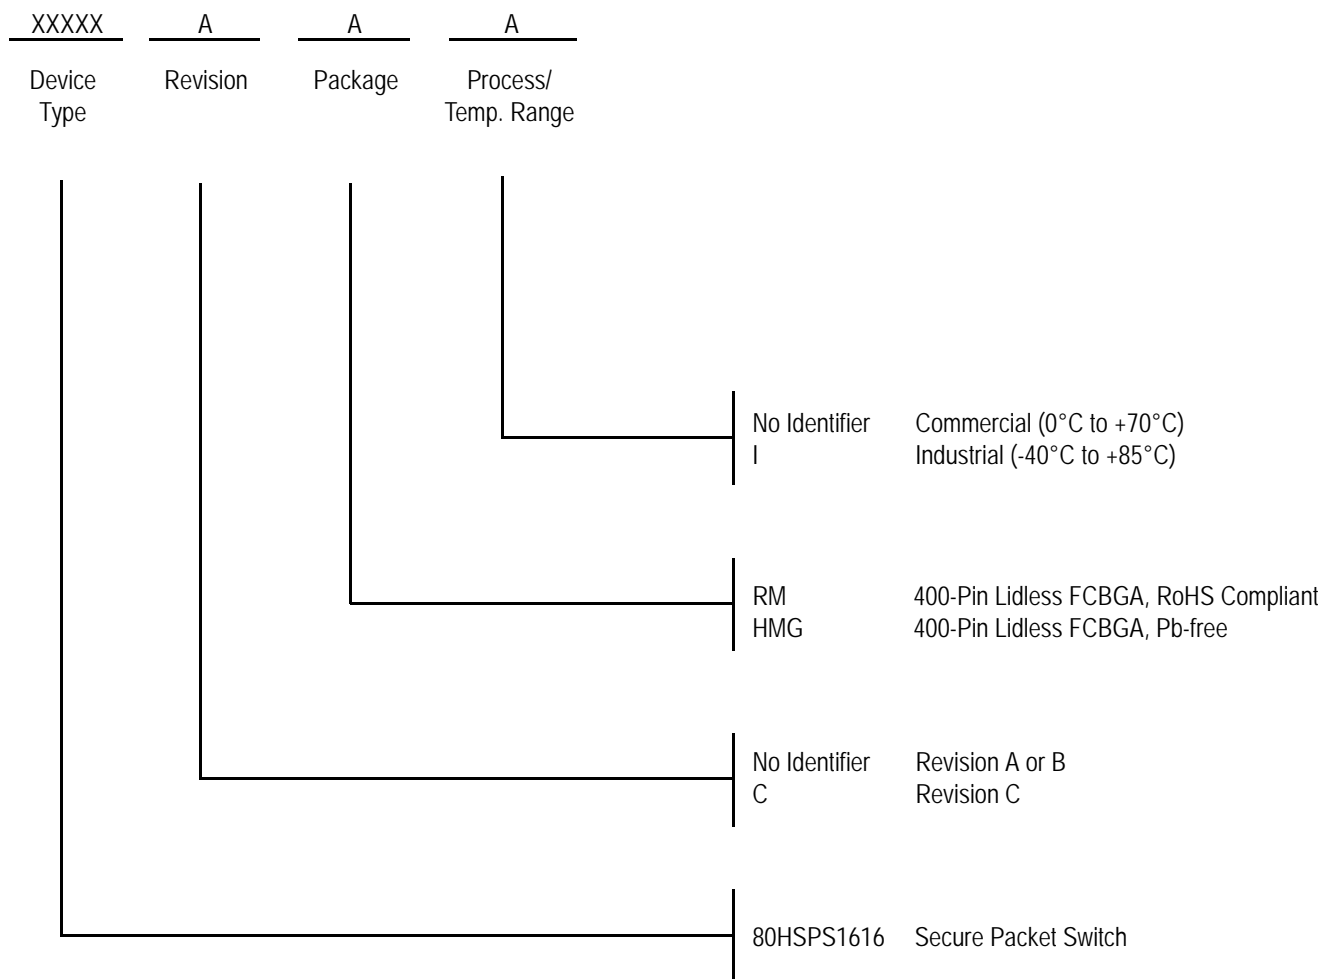 XXXXX A A A
Device Type
Revision
Package
Process/
Temp. Range
No Identifier Commercial (0°C to +70°C)
I Industrial (-40°C to +85°C)
RM 400-Pin Lidless FCBGA, RoHS Compliant
HMG 400-Pin Lidless FCBGA, Pb-free
No Identifier Revision A or B
C Revision C
80HSPS1616 Secure Packet Switch